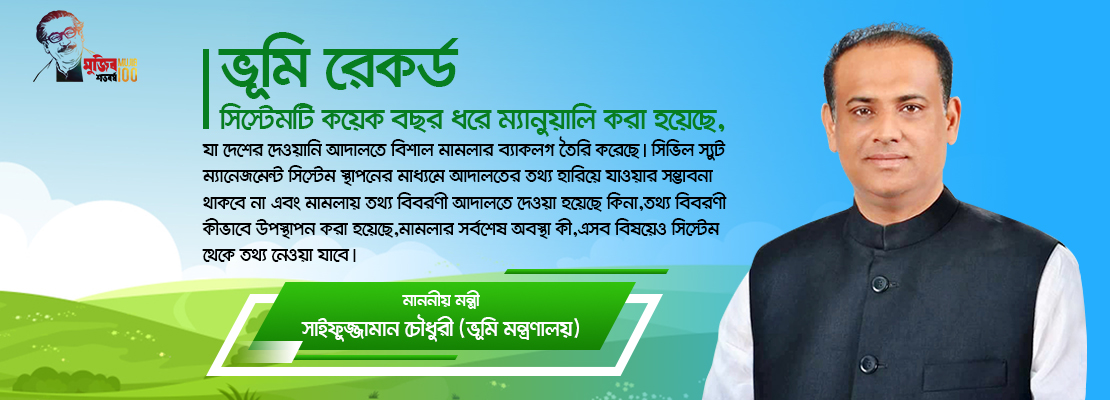 মুজিব
শতবর্ষ 100
ভূমি রেকর্ড
সিস্টেমটি কয়েক বছর ধরে ম্যানুয়ালি করা হয়েছে,
যা দেশের দেওয়ানি আদালতে বিশাল মামলার ব্যাকলগ তৈরি করেছে। সিভিল স্যুট
ম্যানেজমেন্ট সিস্টেম স্থাপনের মাধ্যমে আদালতের তথ্য হারিয়ে যাওয়ার সম্ভাবনা
থাকবে না এবং মামলায় তথ্য বিবরণী আদালতে দেওয়া হয়েছে কিনা,তথ্য বিবরণী
কীভাবে উপস্থাপন করা হয়েছে,মামলার সর্বশেষ অবস্থা কী,এসব বিষয়েও সিস্টেম
থেকে তথ্য নেওয়া যাবে।
মাননীয় মন্ত্রী
সাইফুজ্জামান চৌধুরী (ভূমি মন্ত্রণালয়)